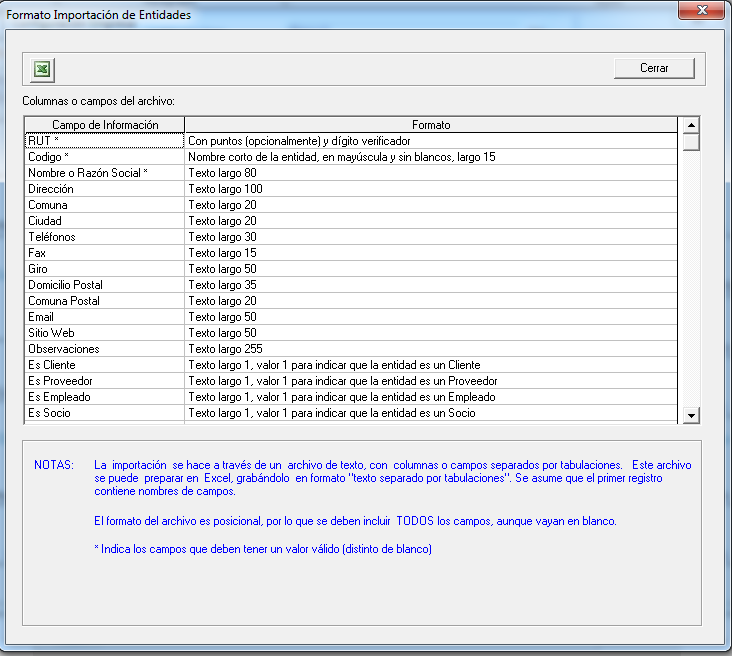 Formato Importación de Entidades
Cerrar
Columnas o campos del archivo:
Campo de Información Formato
RUT * Con puntos (opcionalmente) y dígito verificador
Codigo * Nombre corto de la entidad, en mayúscula y sin blancos, largo 15
Nombre o Razón Social * Texto largo 80
Dirección Texto largo 100
Comuna Texto largo 20
Ciudad Texto largo 20
Teléfonos Texto largo 30
Fax Texto largo 15
Giro Texto largo 50
Domicilio Postal Texto largo 35
Comuna Postal Texto largo 20
Email Texto largo 50
Sitio Web Texto largo 50
Observaciones Texto largo 255
Es Cliente Texto largo 1, valor 1 para indicar que la entidad es un Cliente
Es Proveedor Texto largo 1, valor 1 para indicar que la entidad es un Proveedor
Es Empleado Texto largo 1, valor 1 para indicar que la entidad es un Empleado
Es Socio Texto largo 1, valor 1 para indicar que la entidad es un Socio
NOTAS: La importación se hace a través de un archivo de texto, con columnas o campos separados por tabulaciones. Este archivo
se puede preparar en Excel, grabándolo en formato "texto separado por tabulaciones". Se asume que el primer registro
contiene nombres de campos.
El formato del archivo es posicional, por lo que se deben incluir TODOS los campos, aunque vayan en blanco.
* Indica los campos que deben tener un valor válido (distinto de blanco)